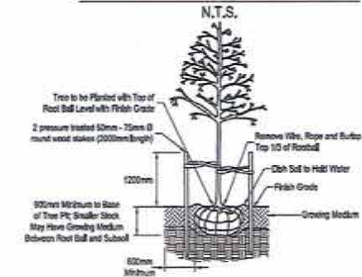 N.T.S.
Tree to be Planted with Top of
Root Ball Level with Finish Grade
2 pressure treated 50mm - 75mm Ø
round wood stakes (2000mm length)
1200mm
900mm Minimum to Base
of Tree Pit; Smaller Stock
May Have Growing Medium
Between Root Ball and Subsoil
600mm
Minimum
Remove Wire, Rope and Burlap
Top 1/3 of Rootball
Dish Soil to Hold Water
Finish Grade
Growing Medium